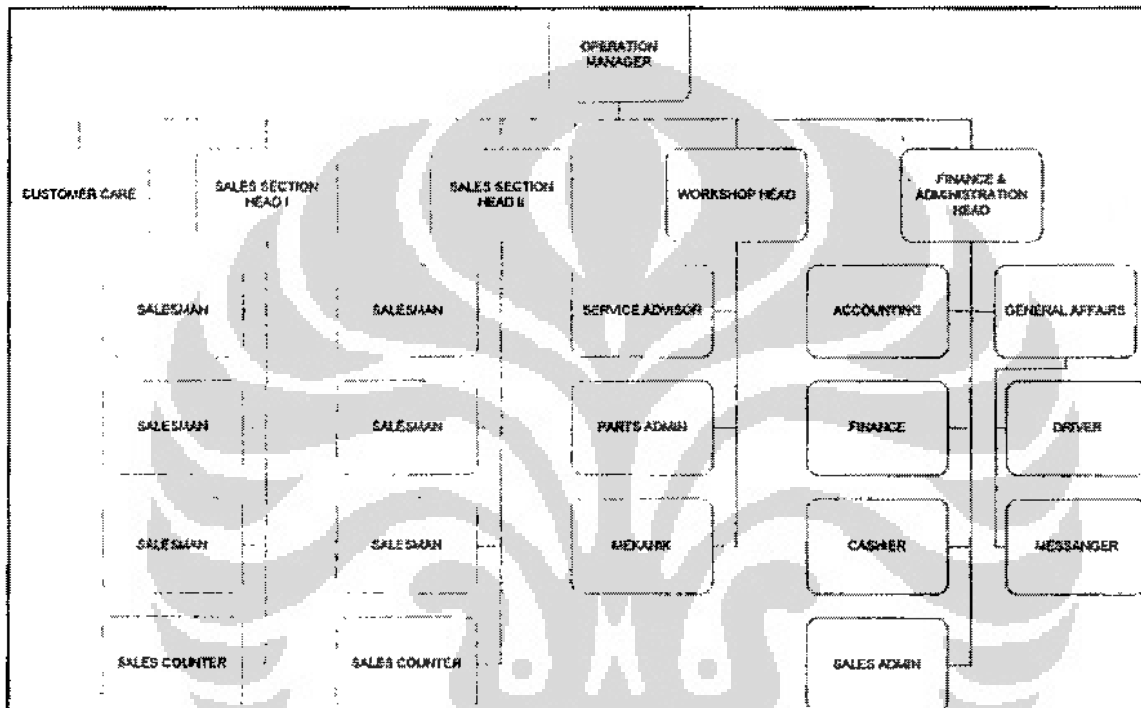 OPERATION
MANAGER
CUSTOMER CARE
SALES SECTION
HEAD I
SALES SECTION
HEAD II
WORKSHOP HEAD
FINANCE &
ADMINISTRATION
HEAD
SALESMAN
SALESMAN
SERVICE ADVISOR
ACCOUNTING
GENERAL AFFAIRS
SALESMAN
SALESMAN
PARTS ADMIN
FINANCE
DRIVER
SALESMAN
SALESMAN
MEKANIK
CASHIER
MESSANGER
SALES COUNTER
SALES COUNTER
SALES ADMIN